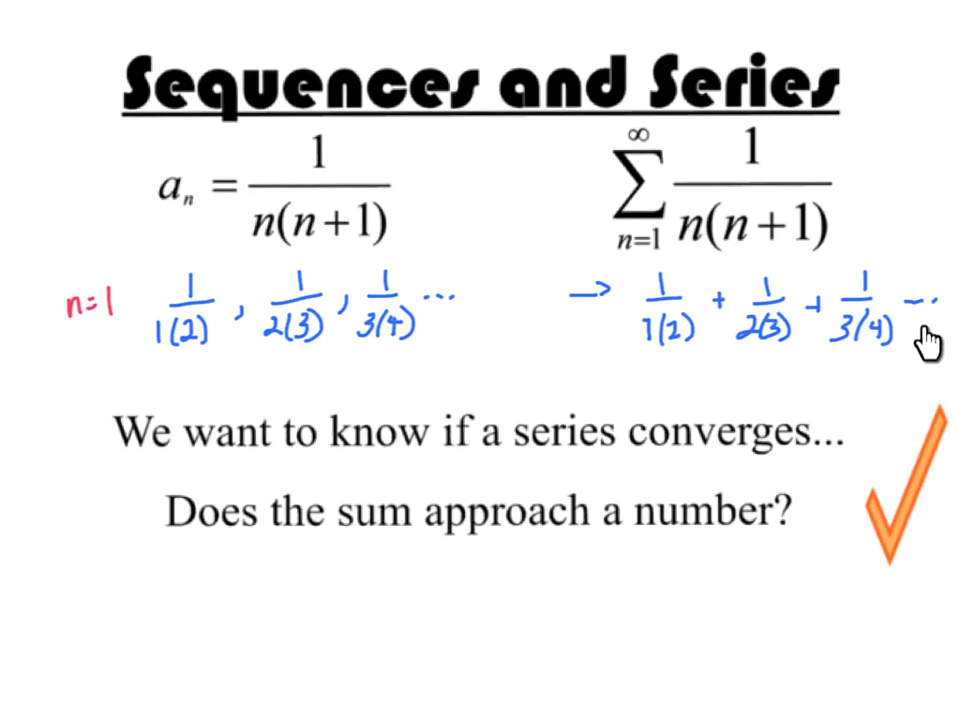 Sequences and Series
aₙ = 1/n(n+1)    ∞∑n=1 1/n(n+1)
n=1    1/1(2) , 1/2(3) , 1/3(4) ...    → 1/1(2) + 1/2(3) + 1/3(4) ...
We want to know if a series converges...
Does the sum approach a number?